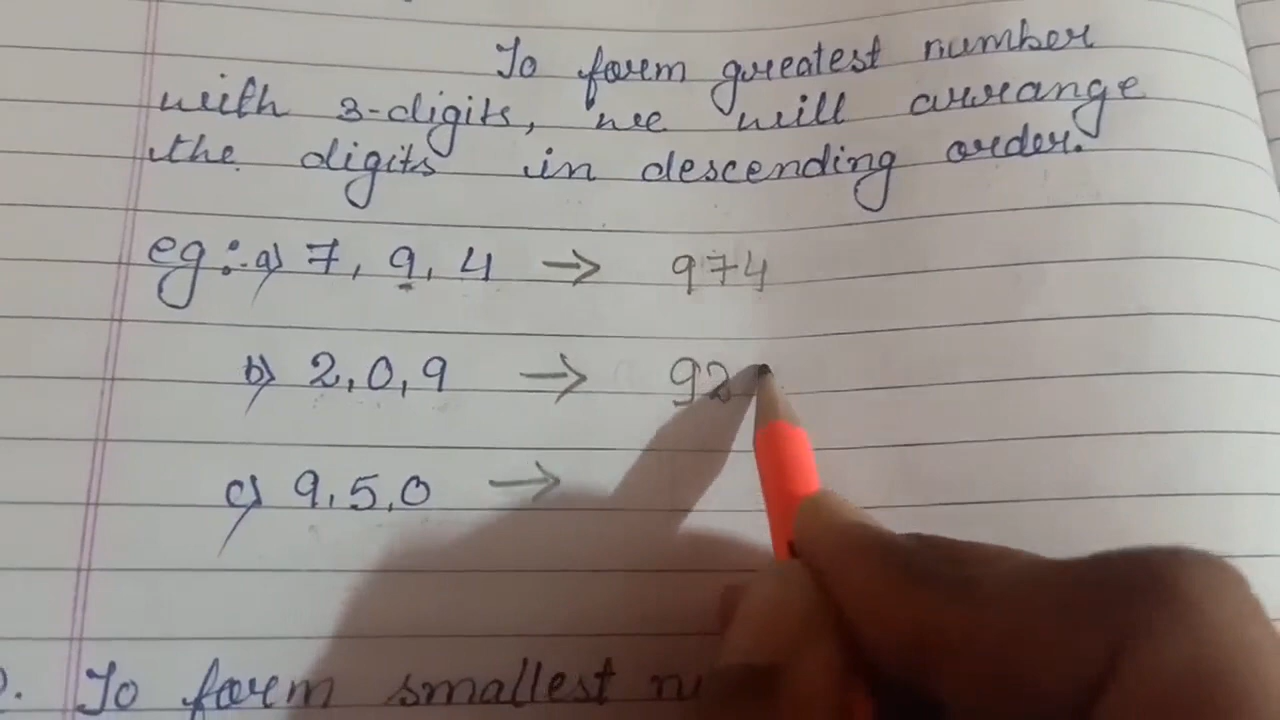 To form greatest number
with 3-digits, we will arrange
the digits in descending order.
eg:- a) 7, 9, 4 → 974
b) 2, 0, 9 → 92
c) 9, 5, 0 →
To form smallest